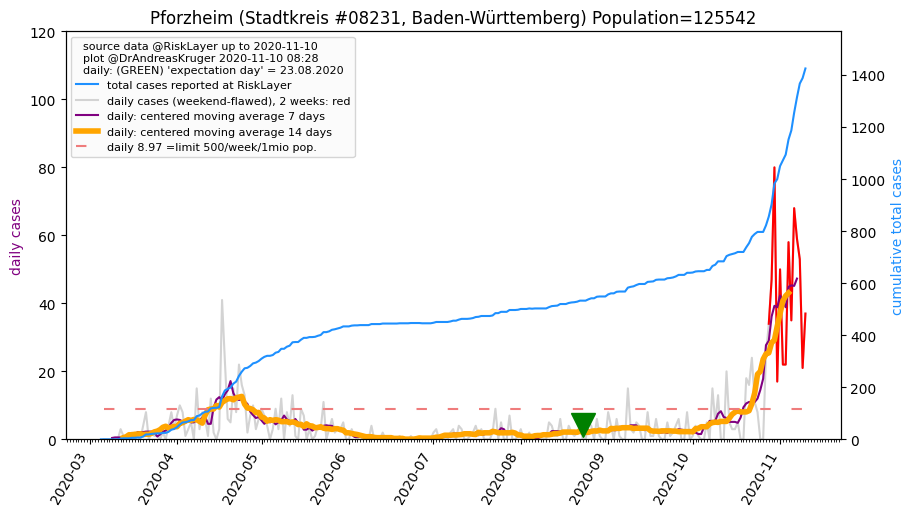 Pforzheim (Stadtkreis #08231, Baden-Württemberg) Population=125542
source data @RiskLayer up to 2020-11-10
plot @DrAndreasKruger 2020-11-10 08:28
daily: (GREEN) 'expectation day' = 23.08.2020
total cases reported at RiskLayer
daily cases (weekend-flawed), 2 weeks: red
daily: centered moving average 7 days
daily: centered moving average 14 days
daily 8.97 =limit 500/week/1mio pop.
daily cases
120
100
80
60
40
20
0
cumulative total cases
1400
1200
1000
800
600
400
200
0
2020-03
2020-04
2020-05
2020-06
2020-07
2020-08
2020-09
2020-10
2020-11